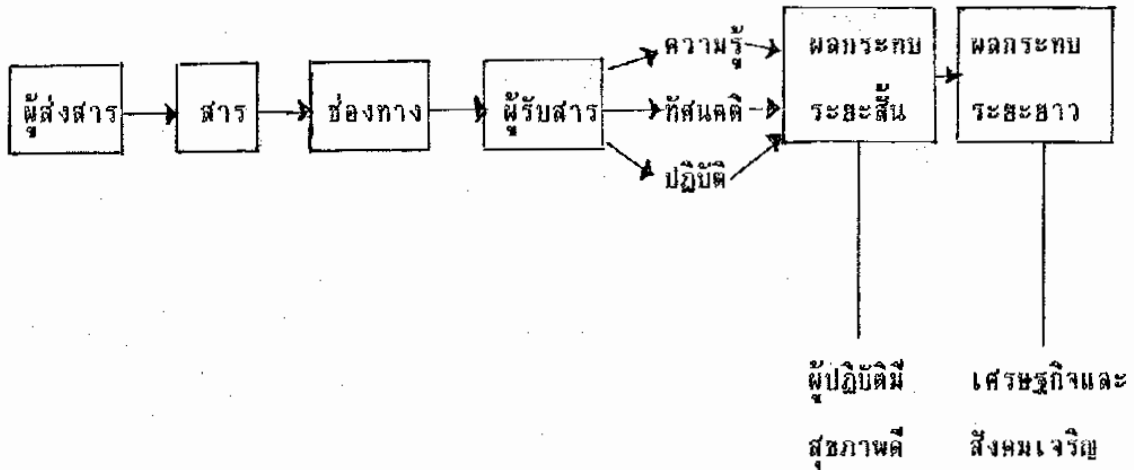 ผู้ส่งสาร
สาร
ช่องทาง
ผู้รับสาร
ความรู้
ทัศนคติ
ปฏิบัติ
ผลกระทบ
ระยะสั้น
ผลกระทบ
ระยะยาว
ผู้ปฏิบัติมี
สุขภาพดี
เศรษฐกิจและ
สังคมเจริญ